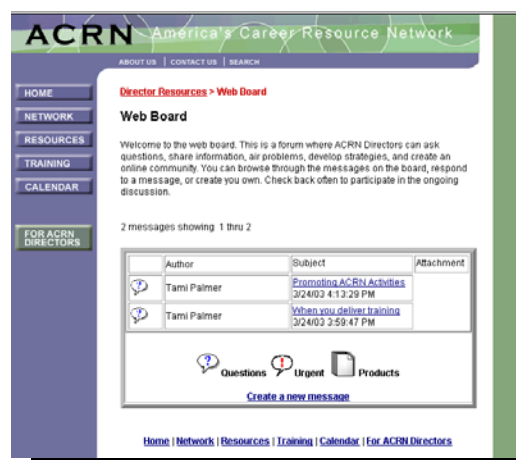 ACRN America's Career Resource Network
ABOUT US | CONTACT US | SEARCH
HOME
NETWORK
RESOURCES
TRAINING
CALENDAR
FOR ACRN
DIRECTORS
Director Resources > Web Board
Web Board
Welcome to the web board. This is a forum where ACRN Directors can ask
questions, share information, air problems, develop strategies, and create an
online community. You can browse through the messages on the board, respond
to a message, or create you own. Check back often to participate in the ongoing
discussion.
2 messages showing 1 thru 2
Author Subject Attachment
Tami Palmer Promoting ACRN Activities
3/24/03 4:13:29 PM
Tami Palmer When you deliver training
3/24/03 3:59:47 PM
Questions Urgent Products
Create a new message
Home | Network | Resources | Training | Calendar | For ACRN Directors